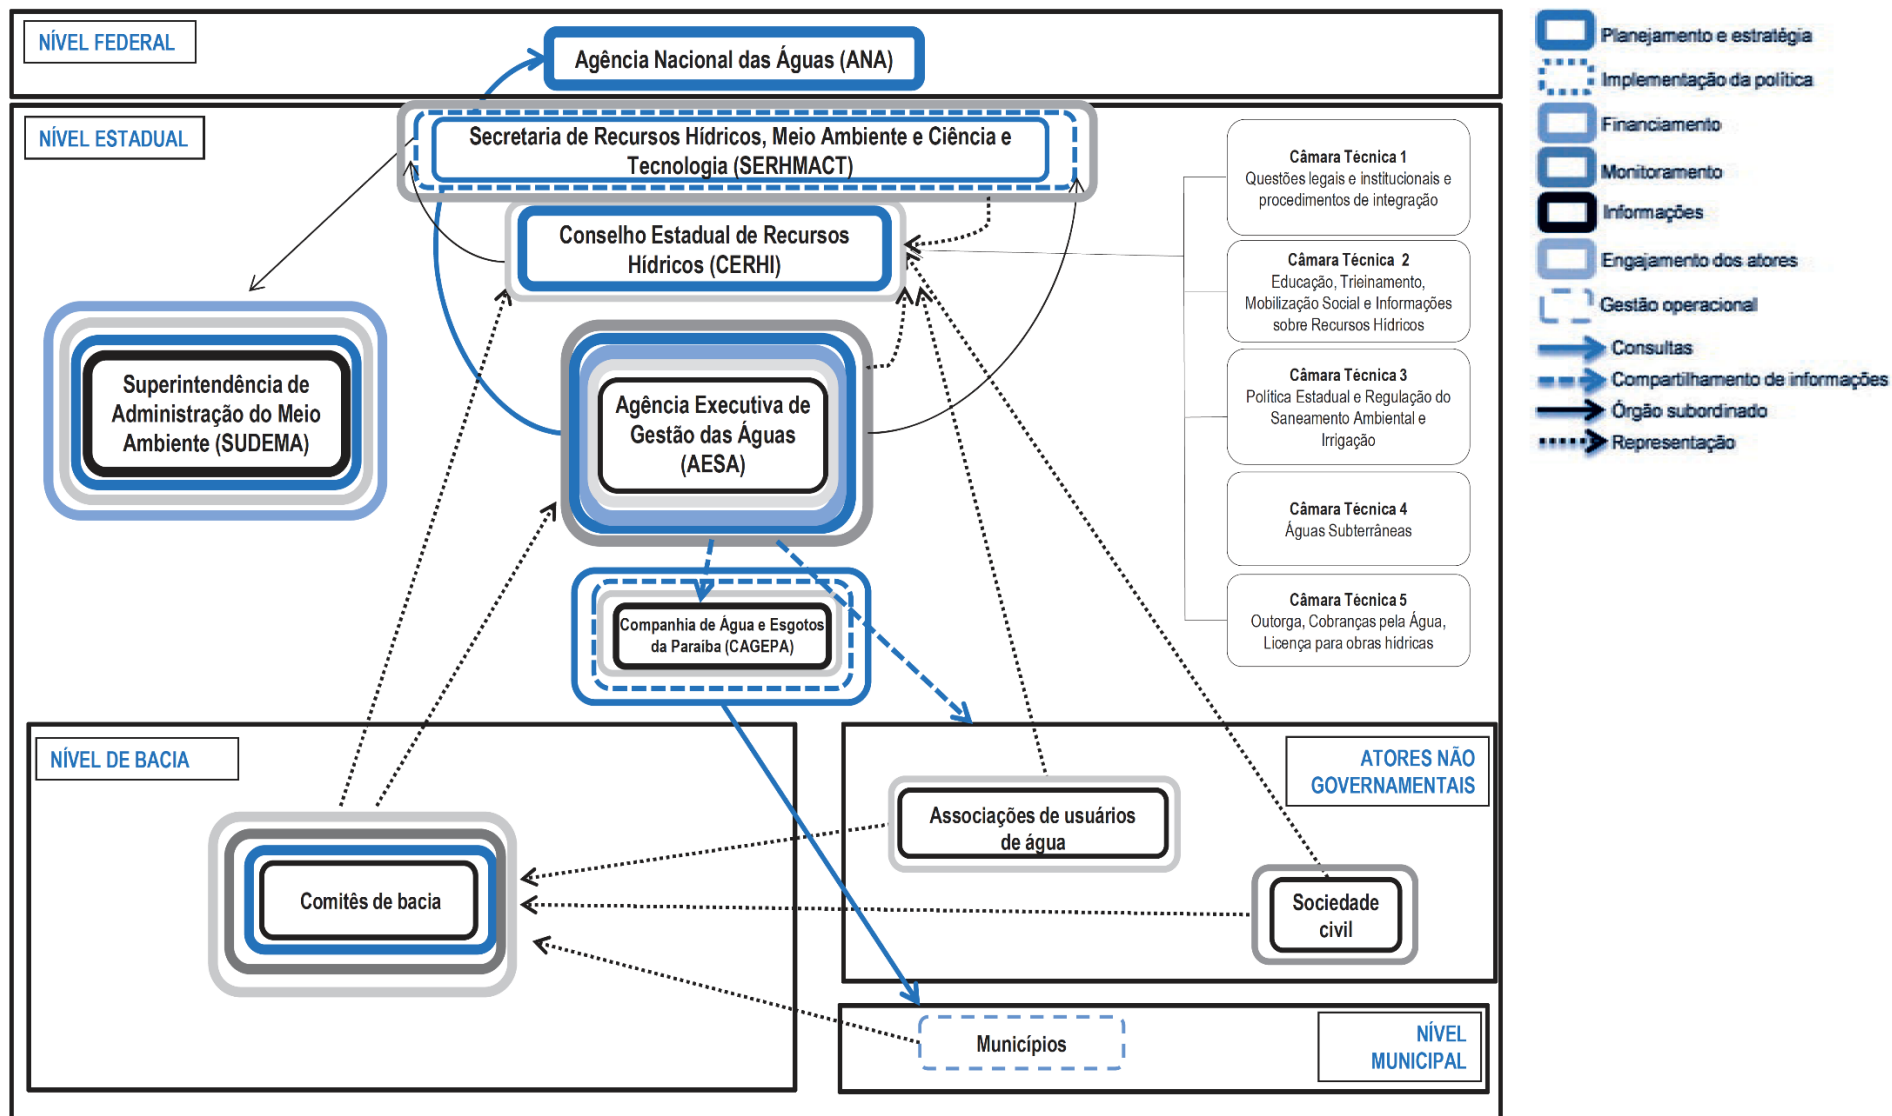 NÍVEL FEDERAL
Agência Nacional das Águas (ANA)
NÍVEL ESTADUAL
Secretaria de Recursos Hídricos, Meio Ambiente e Ciência e
Tecnologia (SERHMACT)
Conselho Estadual de Recursos
Hídricos (CERHI)
Superintendência de
Administração do Meio
Ambiente (SUDEMA)
Agência Executiva de
Gestão das Águas
(AESA)
Companhia de Água e Esgotos
da Paraiba (CAGEPA)
Câmara Técnica 1
Questões legais e institucionais e
procedimentos de integração
Câmara Técnica 2
Educação, Trieinamento,
Mobilização Social e Informações
sobre Recursos Hídricos
Câmara Técnica 3
Política Estadual e Regulação do
Saneamento Ambiental e
Irrigação
Câmara Técnica 4
Águas Subterrâneas
Câmara Técnica 5
Outorga, Cobranças pela Água,
Licença para obras hidricas
NÍVEL DE BACIA
Comitês de bacia
ATORES NÃO
GOVERNAMENTAIS
Associações de usuários
de água
Sociedade
civil
NÍVEL
MUNICIPAL
Municípios
Planejamento e estratégia
Implementação da política
Financiamento
Monitoramento
Informações
Engajamento dos atores
Gestão operacional
Consultas
Compartilhamento de informações
Órgão subordinado
Representação